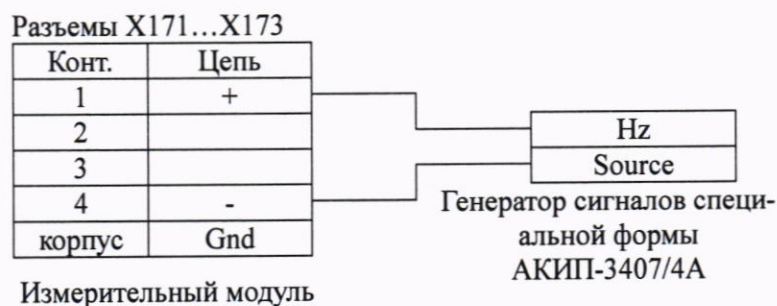 Разъемы X171...X173
Конт. Цепь
1 +
2
3
4 -
корпус Gnd
Измерительный модуль
Hz
Source
Генератор сигналов специ-
альной формы
АКИП-3407/4А